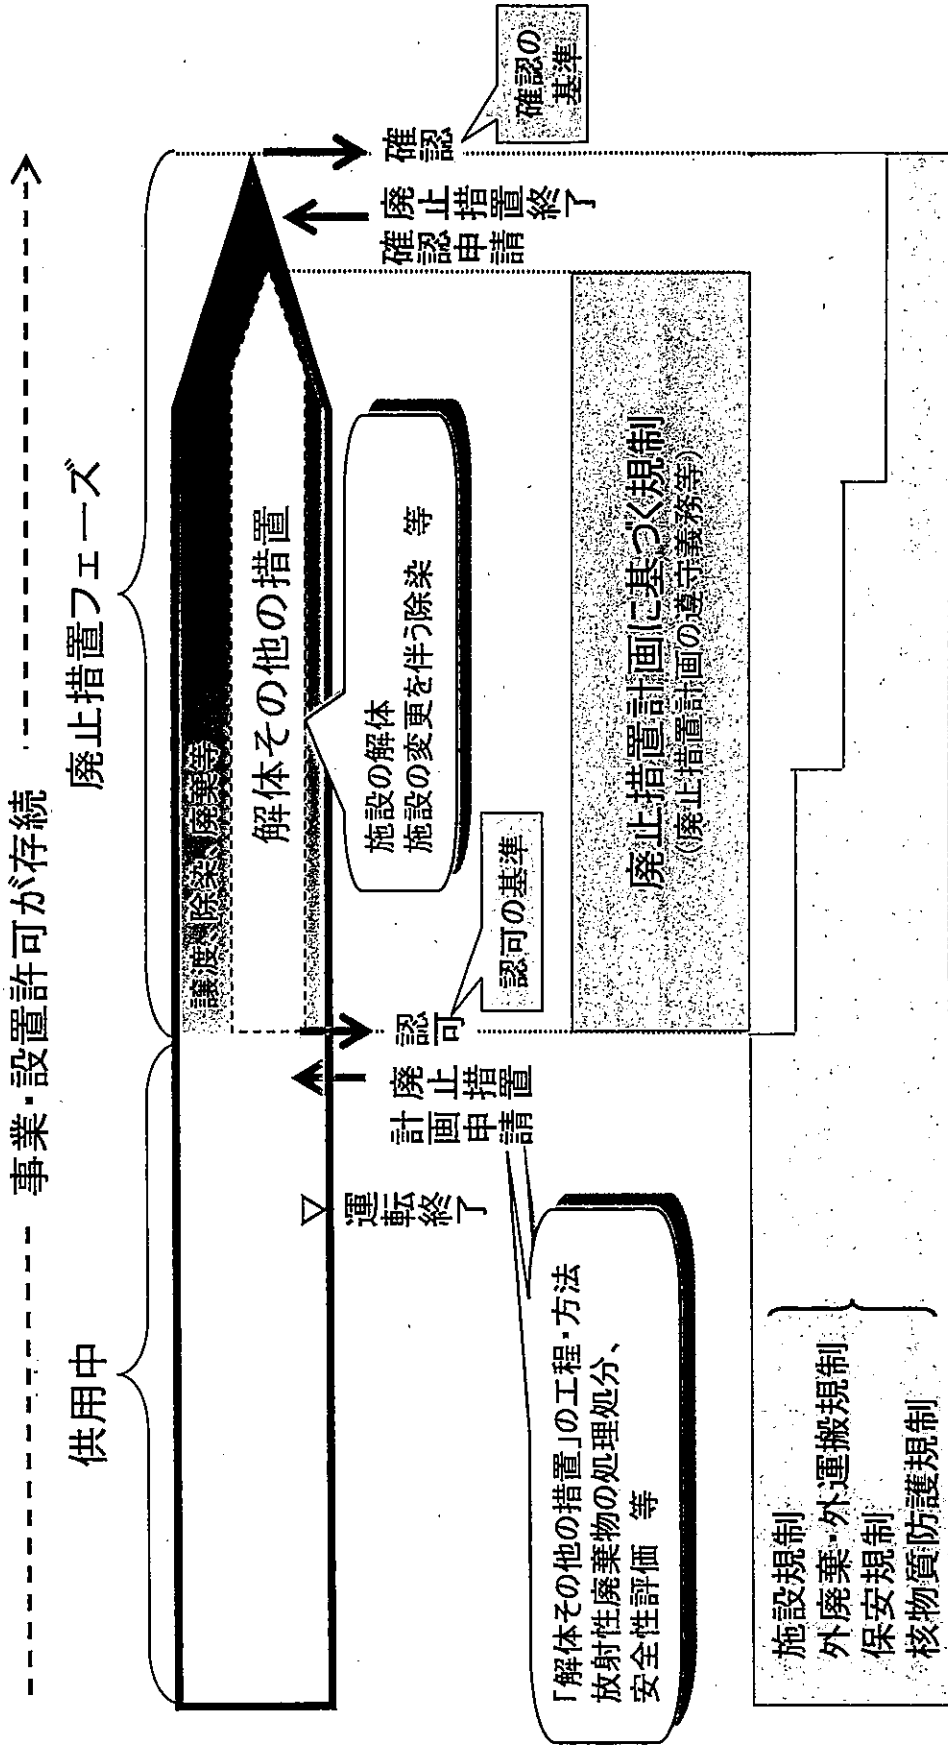 事業・設置許可が存続
供用中
廃止措置フェーズ
譲渡、除染、廃棄等
解体その他の措置
運転終了
廃止措置
計画申請
認可
認可の基準
施設の解体
施設の変更を伴う除染 等
廃止措置終了
確認申請
確認
確認の
基準
「解体その他の措置」の工程・方法
放射性廃棄物の処理処分、
安全性評価 等
廃止措置計画に基づく規制
(廃止措置計画の遵守義務等)
施設規制
外廃棄・外運搬規制
保安規制
核物質防護規制